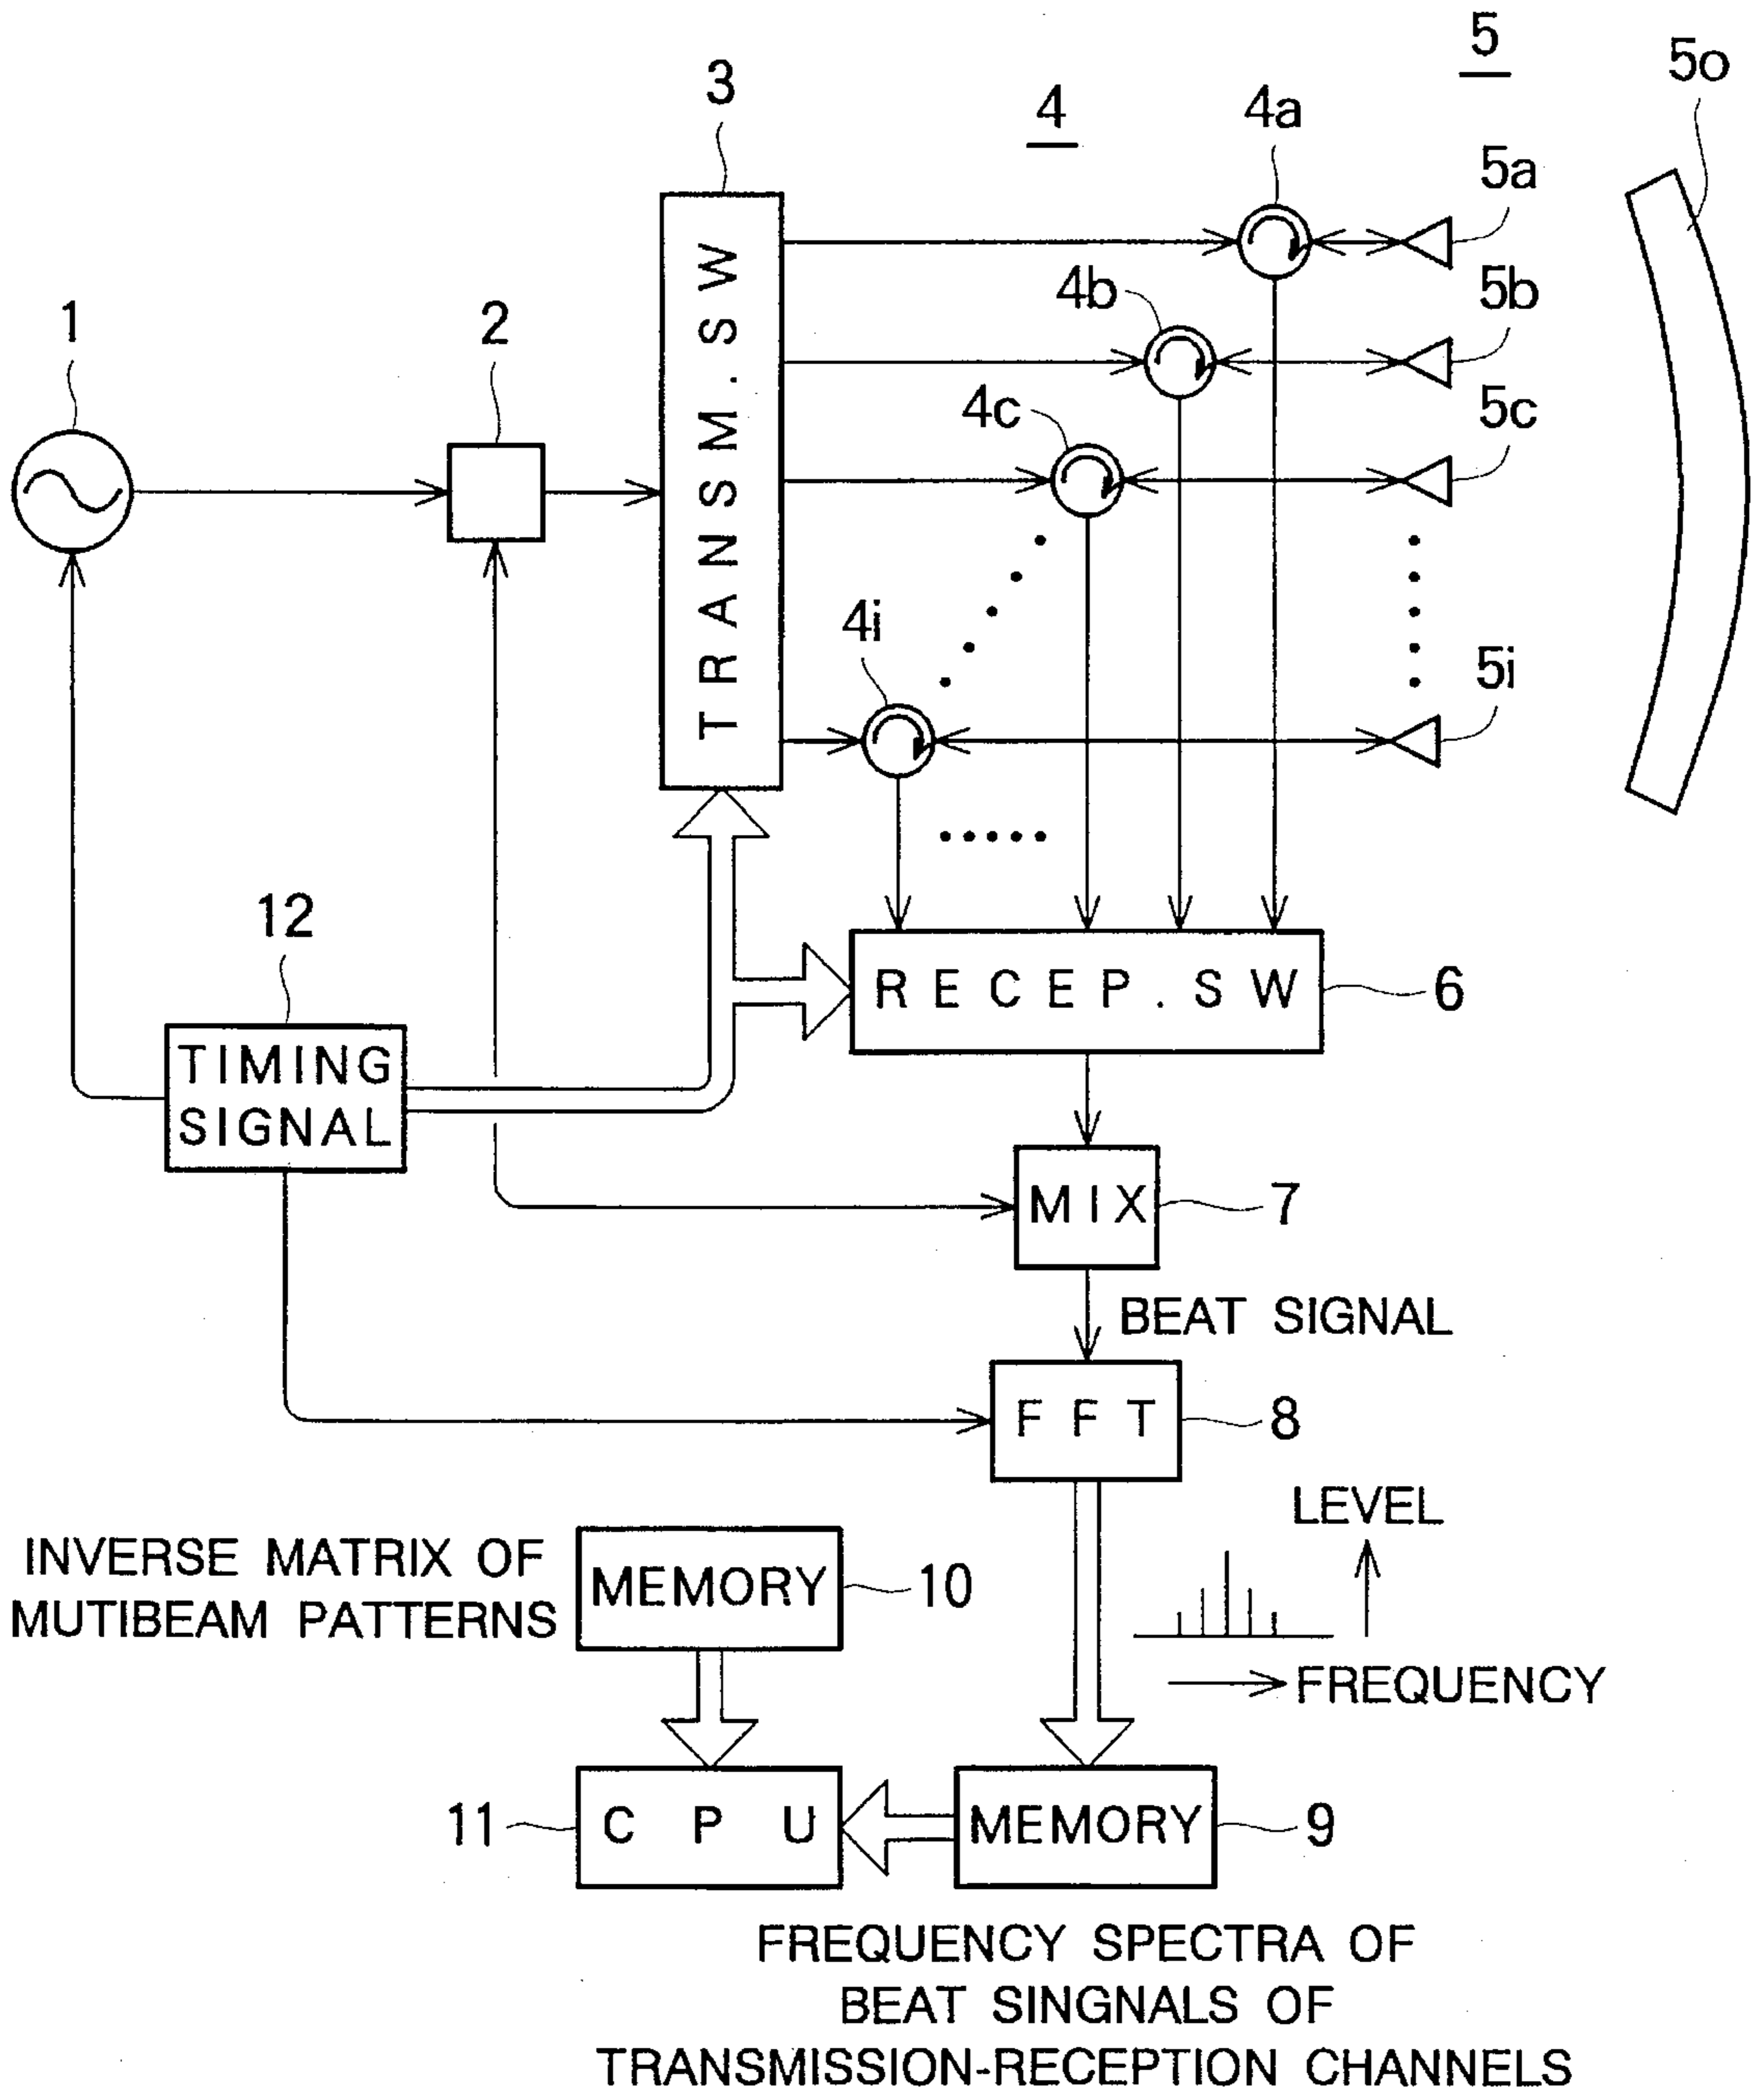 5
5o
3
4
4a
5a
1
2
4b
5b
4c
5c
TRANSM.SW
4i
5i
12
RECEP.SW
6
TIMING
SIGNAL
MIX
7
BEAT SIGNAL
FFT
8
LEVEL
INVERSE MATRIX OF
MUTIBEAM PATTERNS
MEMORY
10
FREQUENCY
11
CPU
MEMORY
9
FREQUENCY SPECTRA OF
BEAT SINGNALS OF
TRANSMISSION-RECEPTION CHANNELS